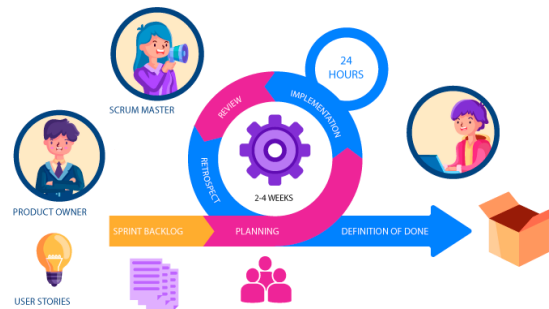 24
HOURS
SCRUM MASTER
REVIEW
IMPLEMENTATION
RETROSPECT
2-4 WEEKS
PRODUCT OWNER
SPRINT BACKLOG
PLANNING
DEFINITION OF DONE
USER STORIES